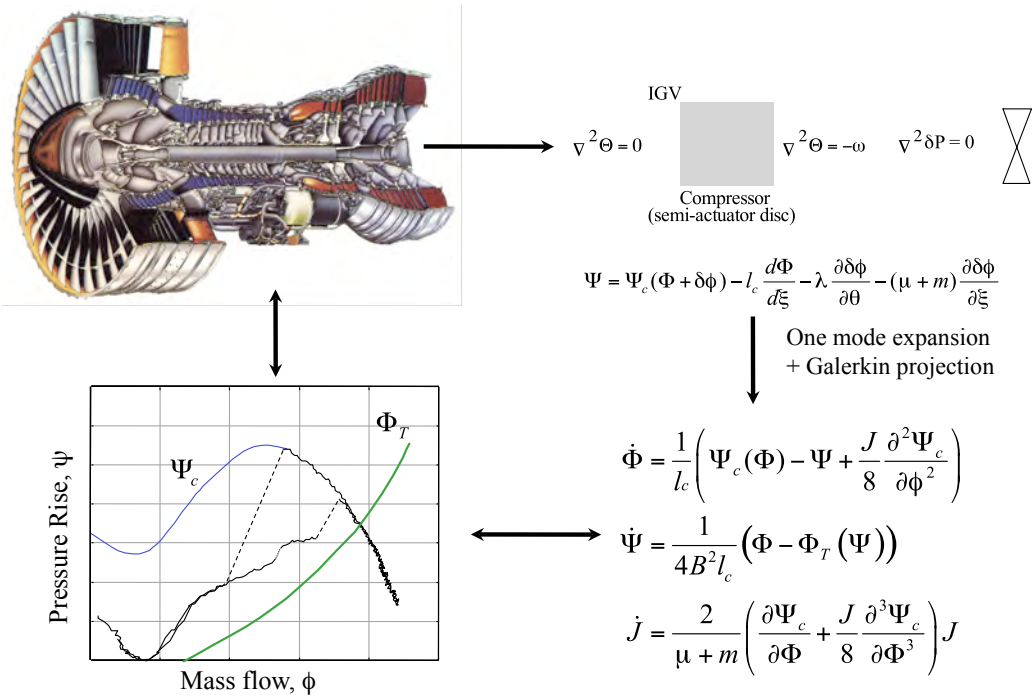 IGV
∇²Θ = 0
∇²Θ = −ω
∇²δP = 0
Compressor
(semi-actuator disc)
Ψ = Ψ_c(Φ + δϕ) − l_c dΦ/dξ − λ ∂δϕ/∂θ − (μ + m) ∂δϕ/∂ξ
One mode expansion
+ Galerkin projection
Φ̇ = 1/l_c (Ψ_c(Φ) − Ψ + J/8 ∂²Ψ_c/∂ϕ²)
Ψ̇ = 1/(4B²l_c) (Φ − Φ_T(Ψ))
J̇ = 2/(μ + m) (∂Ψ_c/∂Φ + J/8 ∂³Ψ_c/∂Φ³) J
Pressure Rise, ψ
Ψ_c
Φ_T
Mass flow, ϕ